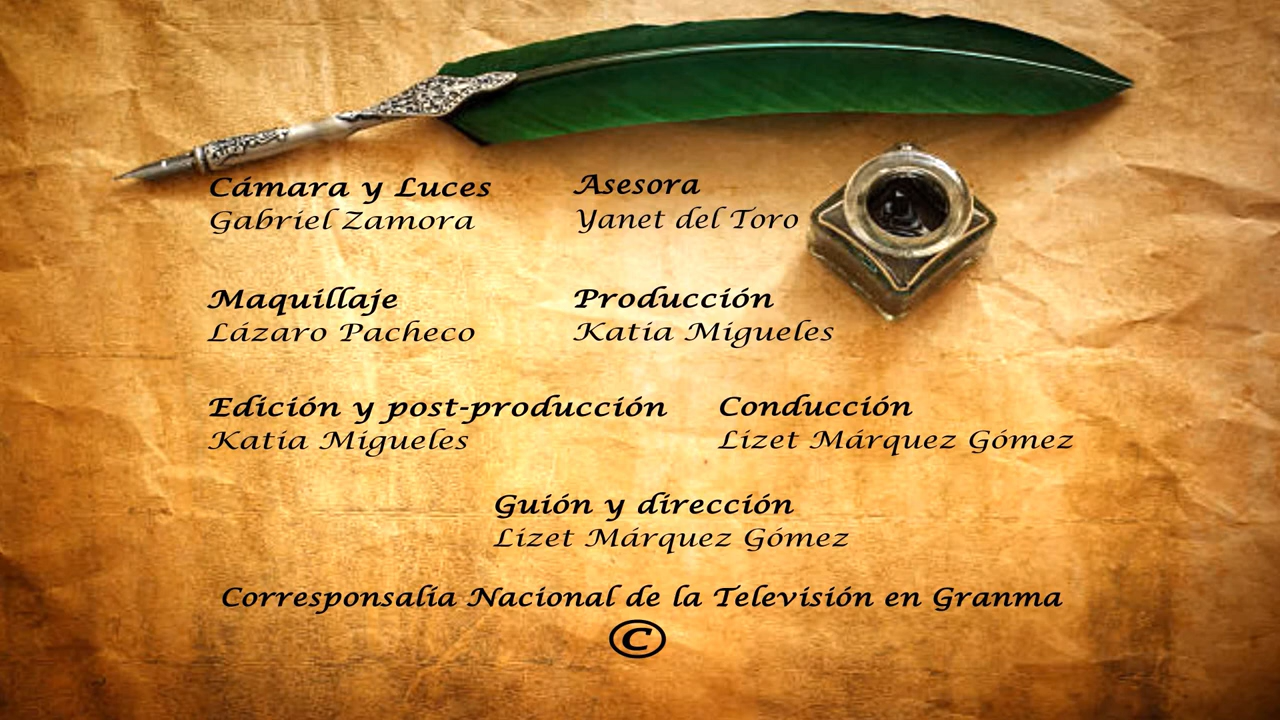 Cámara y Luces
Gabriel Zamora
Asesora
Yanet del Toro
Maquillaje
Lázaro Pacheco
Producción
Katia Migueles
Edición y post-producción
Katia Migueles
Conducción
Lizet Márquez Gómez
Guión y dirección
Lizet Márquez Gómez
Corresponsalía Nacional de la Televisión en Granma
©